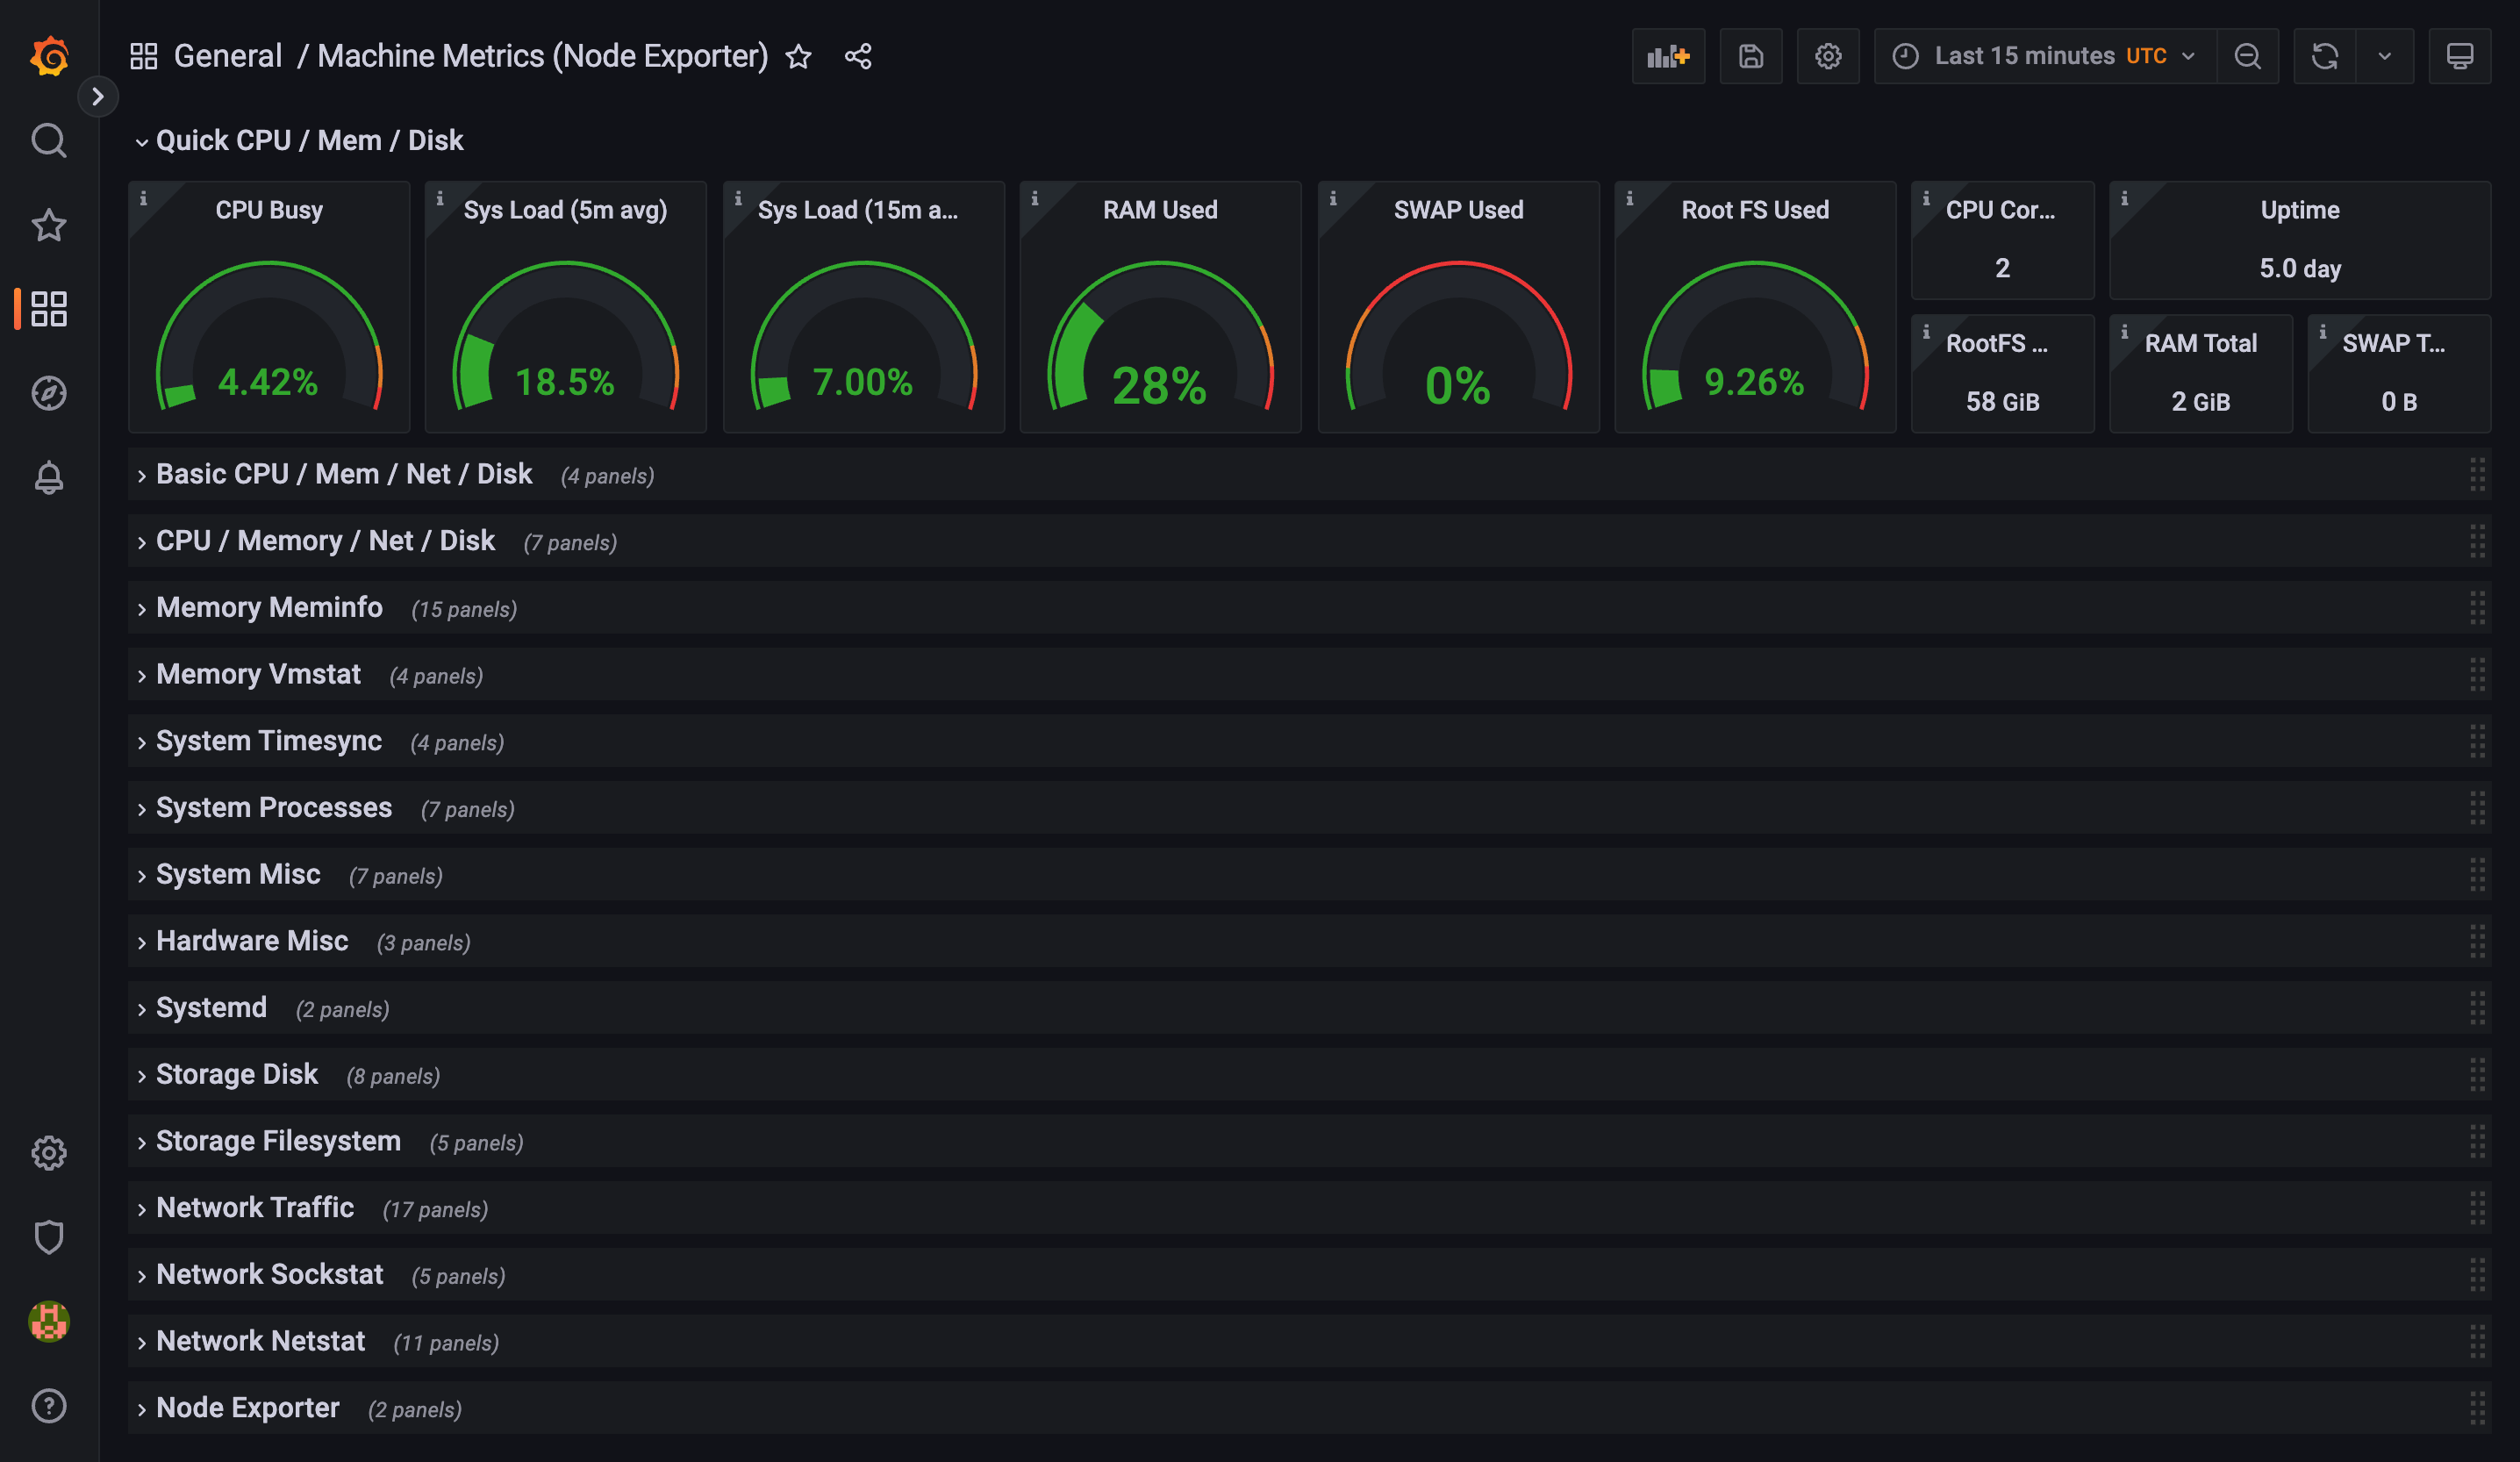 General / Machine Metrics (Node Exporter)
Last 15 minutes UTC
Quick CPU / Mem / Disk
CPU Busy
4.42%
Sys Load (5m avg)
18.5%
Sys Load (15m a...
7.00%
RAM Used
28%
SWAP Used
0%
Root FS Used
9.26%
CPU Cor...
2
Uptime
5.0 day
RootFS ...
58 GiB
RAM Total
2 GiB
SWAP T...
0 B
Basic CPU / Mem / Net / Disk (4 panels)
CPU / Memory / Net / Disk (7 panels)
Memory Meminfo (15 panels)
Memory Vmstat (4 panels)
System Timesync (4 panels)
System Processes (7 panels)
System Misc (7 panels)
Hardware Misc (3 panels)
Systemd (2 panels)
Storage Disk (8 panels)
Storage Filesystem (5 panels)
Network Traffic (17 panels)
Network Sockstat (5 panels)
Network Netstat (11 panels)
Node Exporter (2 panels)